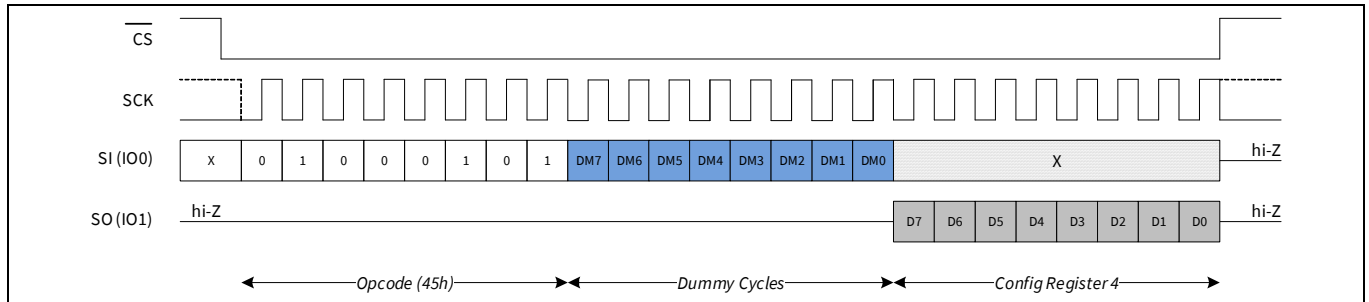 CS
SCK
SI (IO0) X 0 1 0 0 0 1 0 1 DM7 DM6 DM5 DM4 DM3 DM2 DM1 DM0 X hi-Z
SO (IO1) hi-Z D7 D6 D5 D4 D3 D2 D1 D0 hi-Z
Opcode (45h) Dummy Cycles Config Register 4